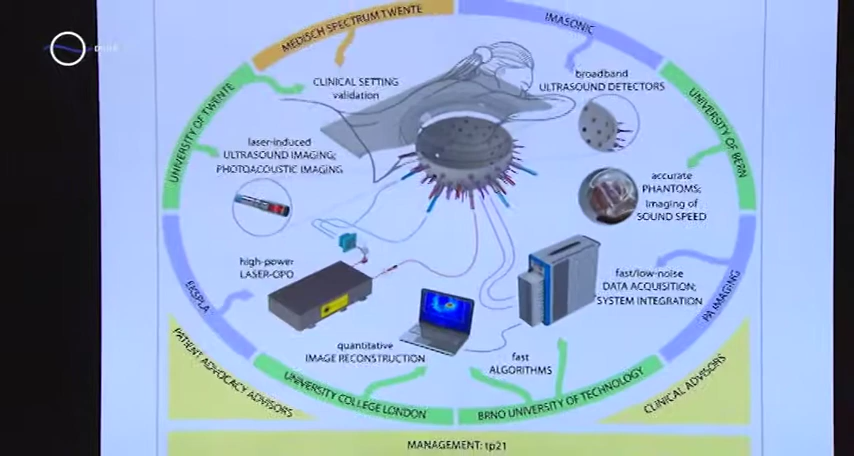 MEDISCH SPECTRUM TWENTE
IMASONIC
UNIVERSITY OF TWENTE
UNIVERSITY OF BERN
CLINICAL SETTING
validation
broadband
ULTRASOUND DETECTORS
laser-induced
ULTRASOUND IMAGING;
PHOTOACOUSTIC IMAGING
accurate
PHANTOMS;
imaging of
SOUND SPEED
high-power
LASER-OPO
fast/low-noise
DATA ACQUISITION;
SYSTEM INTEGRATION
EKSPLA
PA IMAGING
quantitative
IMAGE RECONSTRUCTION
fast
ALGORITHMS
PATIENT ADVOCACY ADVISORS
UNIVERSITY COLLEGE LONDON
BRNO UNIVERSITY OF TECHNOLOGY
CLINICAL ADVISORS
MANAGEMENT: tp21